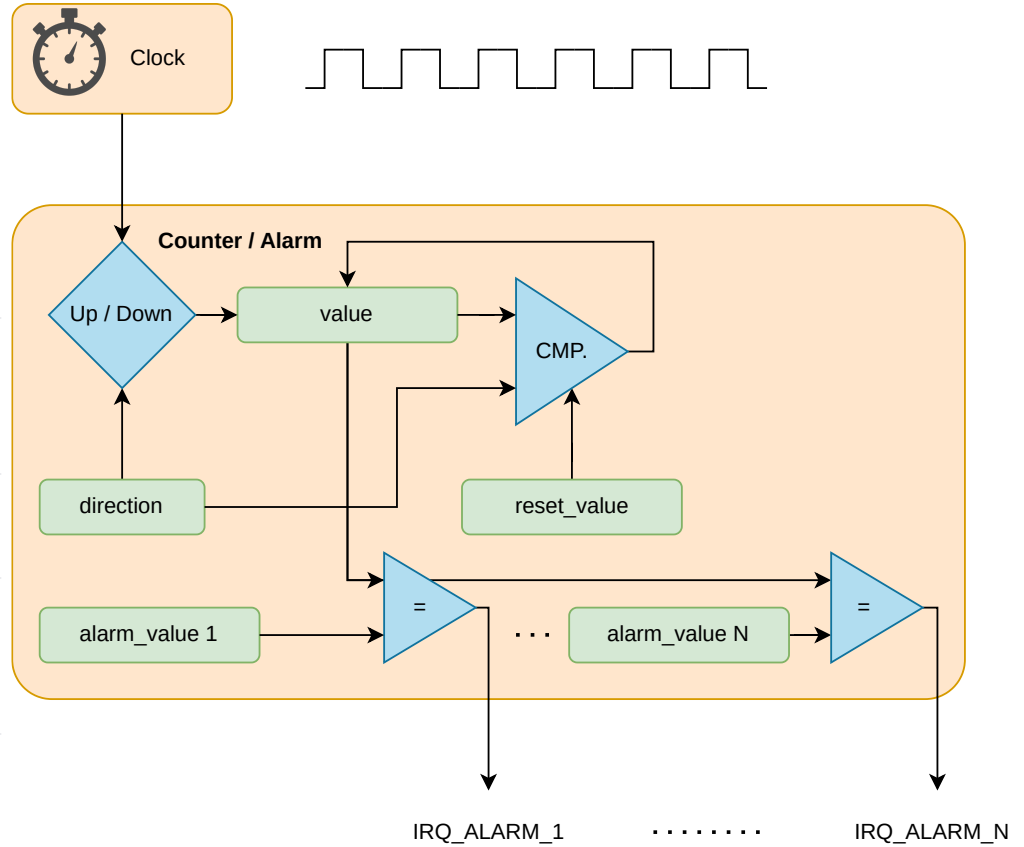 Clock
Counter / Alarm
Up / Down
value
CMP.
direction
reset_value
=
=
alarm_value 1
. . .
alarm_value N
IRQ_ALARM_1
. . . . . . . .
IRQ_ALARM_N